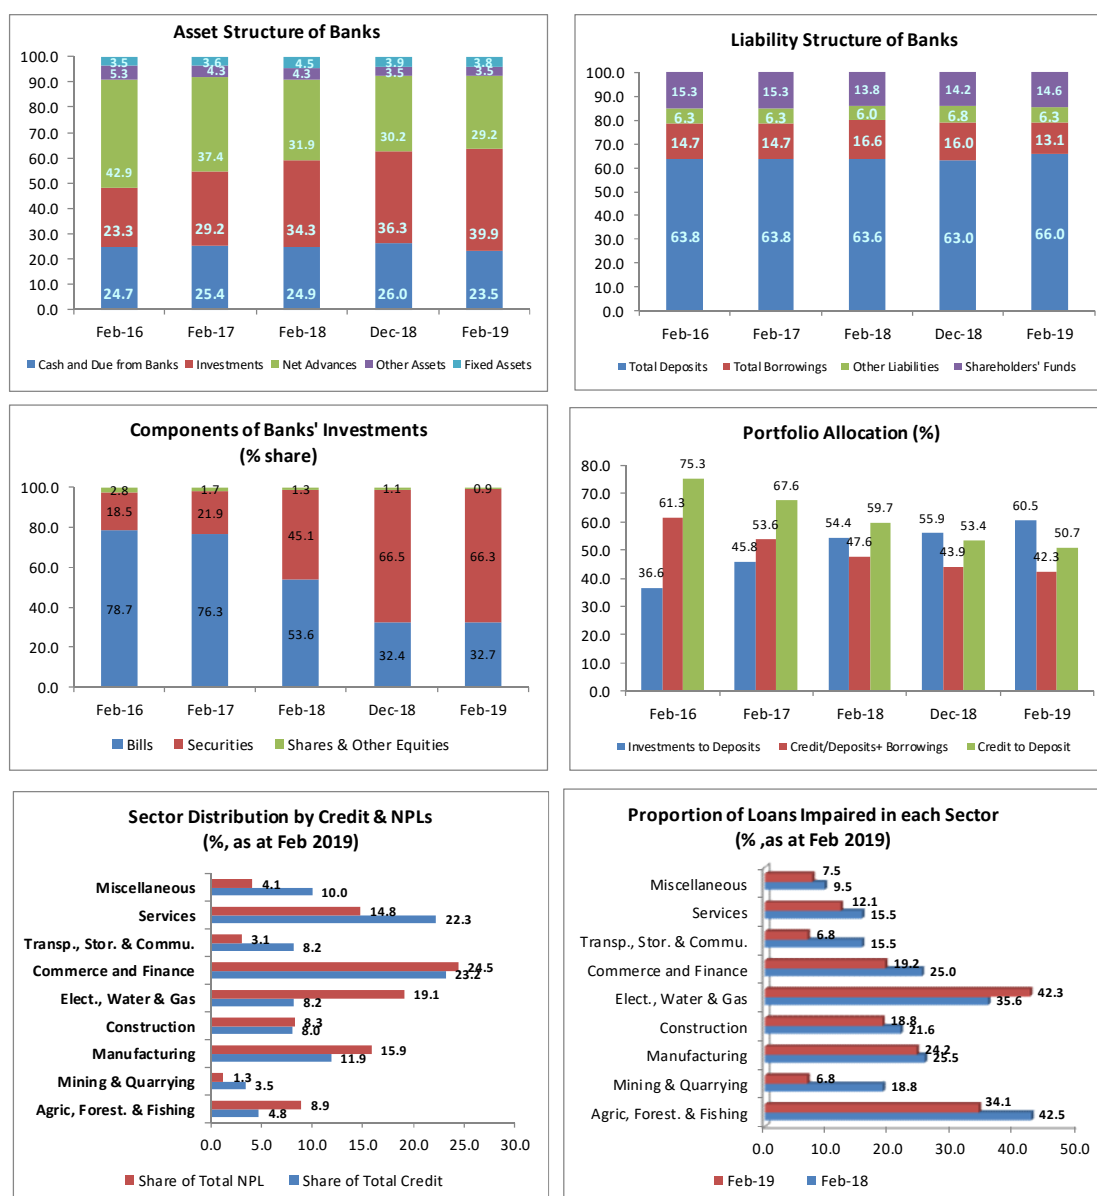 Asset Structure of Banks
100.0
90.0
80.0
70.0
60.0
50.0
40.0
30.0
20.0
10.0
0.0
3.5 3.6 4.5 3.9 3.8
5.3 4.3 4.3 3.5 3.5
42.9 37.4 31.9 30.2 29.2
23.3 29.2 34.3 36.3 39.9
24.7 25.4 24.9 26.0 23.5
Feb-16 Feb-17 Feb-18 Dec-18 Feb-19
Cash and Due from Banks Investments Net Advances Other Assets Fixed Assets
Liability Structure of Banks
100.0
90.0
80.0
70.0
60.0
50.0
40.0
30.0
20.0
10.0
0.0
15.3 15.3 13.8 14.2 14.6
6.3 6.3 6.0 6.8 6.3
14.7 14.7 16.6 16.0 13.1
63.8 63.8 63.6 63.0 66.0
Feb-16 Feb-17 Feb-18 Dec-18 Feb-19
Total Deposits Total Borrowings Other Liabilities Shareholders' Funds
Components of Banks' Investments
(% share)
100.0
80.0
60.0
40.0
20.0
0.0
2.8 1.7 1.3 1.1 0.9
18.5 21.9 45.1 66.5 66.3
78.7 76.3 53.6 32.4 32.7
Feb-16 Feb-17 Feb-18 Dec-18 Feb-19
Bills Securities Shares & Other Equities
Portfolio Allocation (%)
80.0
70.0
60.0
50.0
40.0
30.0
20.0
10.0
0.0
36.6 61.3 75.3
45.8 53.6 67.6
54.4 47.6 59.7
55.9 43.9 53.4
60.5 42.3 50.7
Feb-16 Feb-17 Feb-18 Dec-18 Feb-19
Investments to Deposits Credit/Deposits+ Borrowings Credit to Deposit
Sector Distribution by Credit & NPLs
(%, as at Feb 2019)
Miscellaneous 4.1 10.0
Services 14.8 22.3
Transp., Stor. & Commu. 3.1 8.2
Commerce and Finance 24.5 23.2
Elect., Water & Gas 19.1 8.2
Construction 8.3 8.0
Manufacturing 15.9 11.9
Mining & Quarrying 1.3 3.5
Agric, Forest. & Fishing 8.9 4.8
0.0 5.0 10.0 15.0 20.0 25.0 30.0
Share of Total NPL Share of Total Credit
Proportion of Loans Impaired in each Sector
(% ,as at Feb 2019)
Miscellaneous 7.5 9.5
Services 12.1 15.5
Transp., Stor. & Commu. 6.8 15.5
Commerce and Finance 19.2 25.0
Elect., Water & Gas 42.3 35.6
Construction 18.8 21.6
Manufacturing 24.2 25.5
Mining & Quarrying 6.8 18.8
Agric, Forest. & Fishing 34.1 42.5
0.0 10.0 20.0 30.0 40.0 50.0
Feb-19 Feb-18